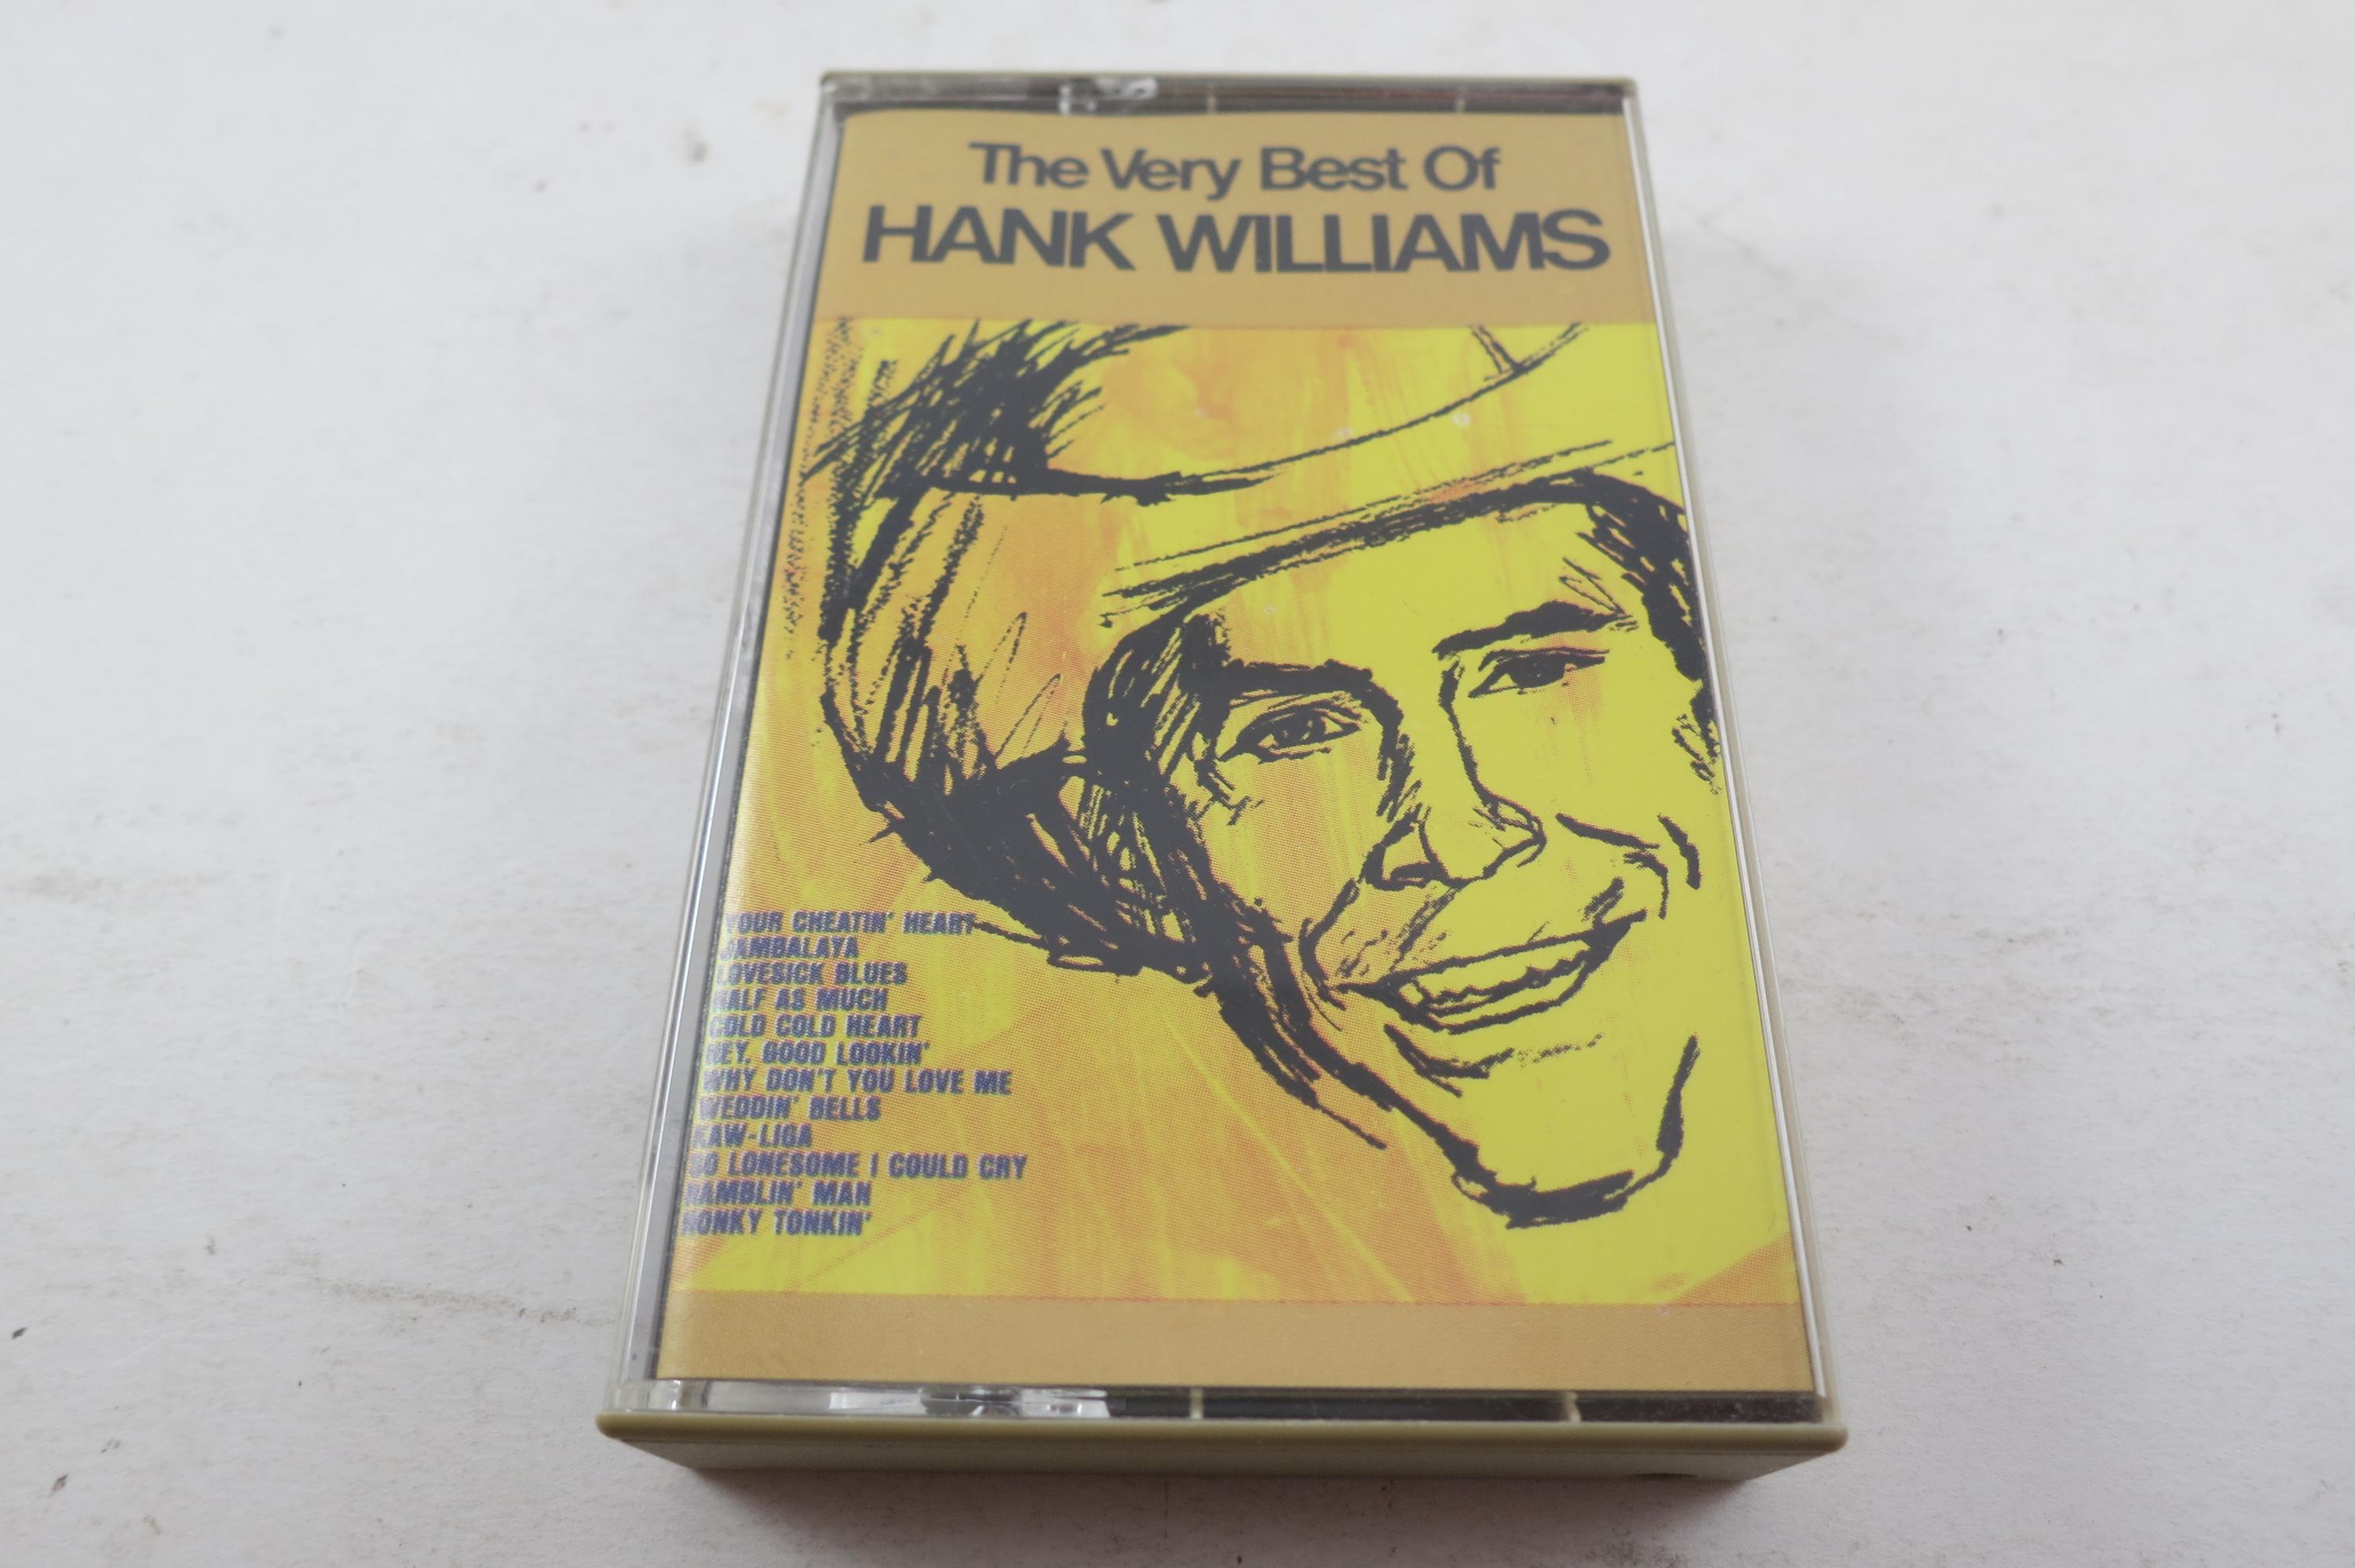 The Very Best Of
HANK WILLIAMS
YOUR CHEATIN' HEART
JAMBALAYA
LOVESICK BLUES
HALF AS MUCH
COLD COLD HEART
HEY, GOOD LOOKIN'
WHY DON'T YOU LOVE ME
WEDDIN' BELLS
KAW-LIGA
SO LONESOME I COULD CRY
RAMBLIN' MAN
HONKY TONKIN'